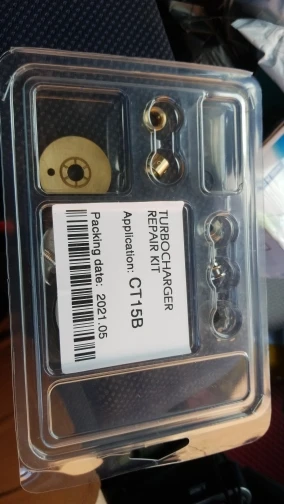 TURBOCHARGER
REPAIR KIT
Application: CT15B
Packing date: 2021.05